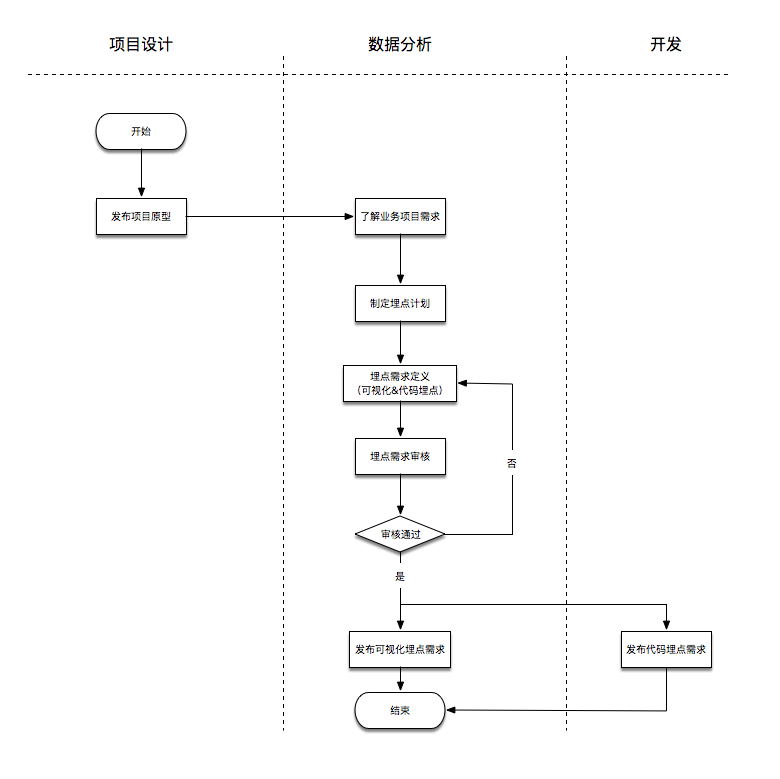 项目设计
数据分析
开发
开始
发布项目原型
了解业务项目需求
制定埋点计划
埋点需求定义
（可视化&代码埋点）
埋点需求审核
否
审核通过
是
发布可视化埋点需求
发布代码埋点需求
结束